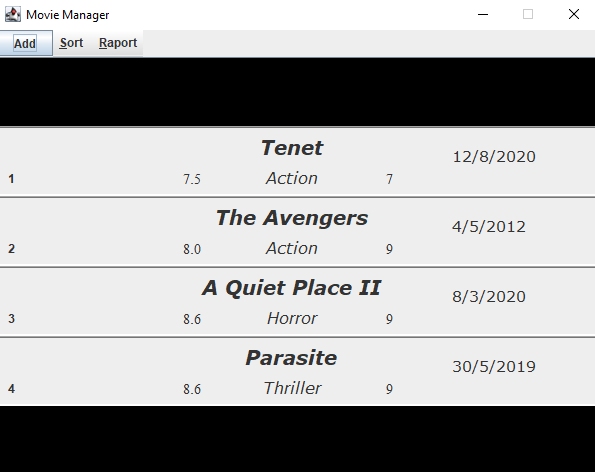 Movie Manager
Add Sort Raport
Tenet 12/8/2020
1 7.5 Action 7
The Avengers 4/5/2012
2 8.0 Action 9
A Quiet Place II 8/3/2020
3 8.6 Horror 9
Parasite 30/5/2019
4 8.6 Thriller 9